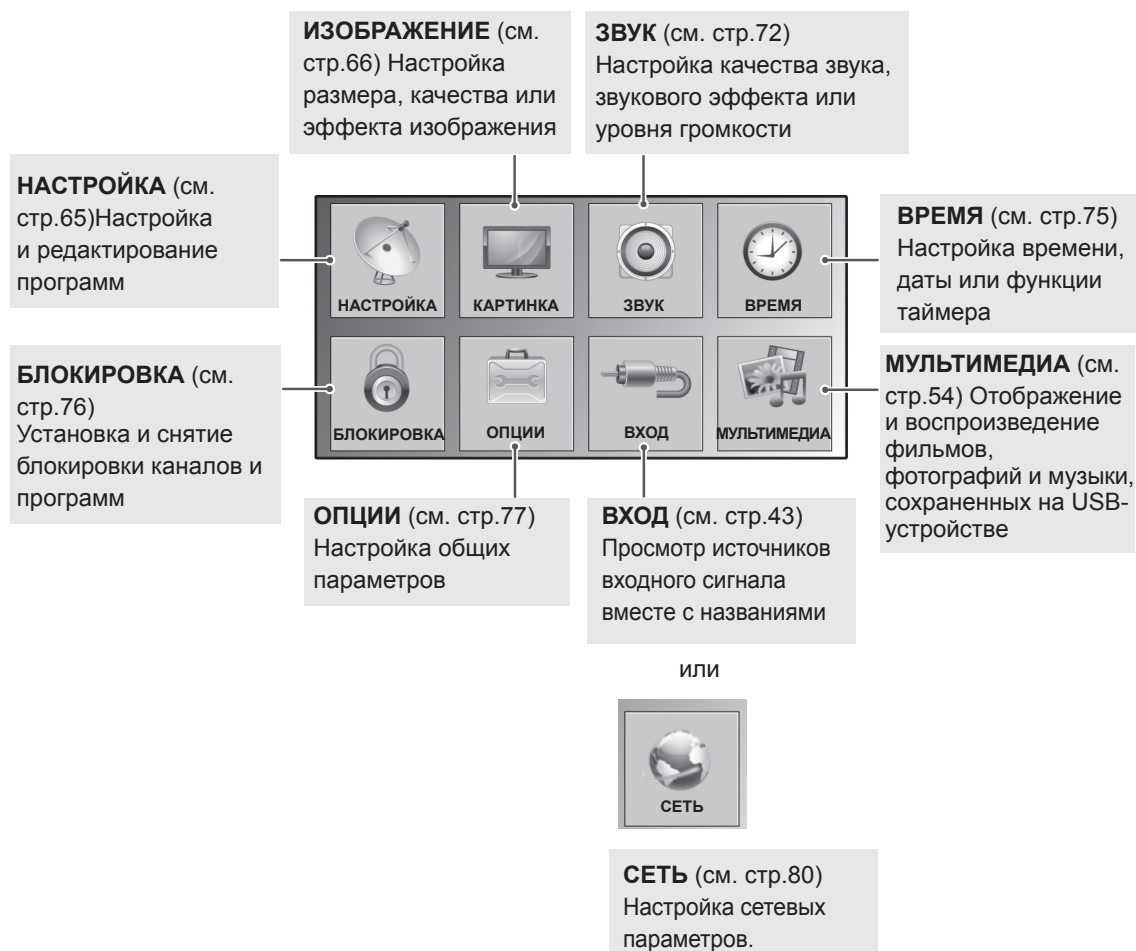 ИЗОБРАЖЕНИЕ (см.
стр.66) Настройка
размера, качества или
эффекта изображения
ЗВУК (см. стр.72)
Настройка качества звука,
звукового эффекта или
уровня громкости
НАСТРОЙКА (см.
стр.65)Настройка
и редактирование
программ
ВРЕМЯ (см. стр.75)
Настройка времени,
даты или функции
таймера
НАСТРОЙКА
КАРТИНКА
ЗВУК
ВРЕМЯ
БЛОКИРОВКА (см.
стр.76)
Установка и снятие
блокировки каналов и
программ
БЛОКИРОВКА
ОПЦИИ
ВХОД
МУЛЬТИМЕДИА
МУЛЬТИМЕДИА (см.
стр.54) Отображение
и воспроизведение
фильмов,
фотографий и музыки,
сохраненных на USB-
устройстве
ОПЦИИ (см. стр.77)
Настройка общих
параметров
ВХОД (см. стр.43)
Просмотр источников
входного сигнала
вместе с названиями
или
СЕТЬ
СЕТЬ (см. стр.80)
Настройка сетевых
параметров.